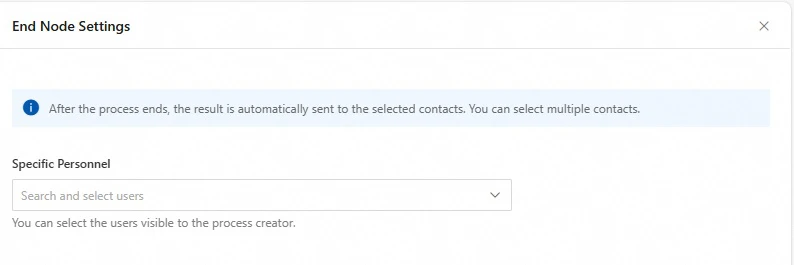 End Node Settings
After the process ends, the result is automatically sent to the selected contacts. You can select multiple contacts.
Specific Personnel
Search and select users
You can select the users visible to the process creator.